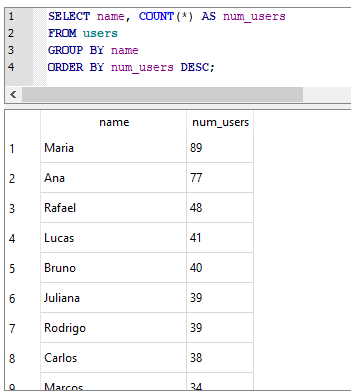 1 SELECT name, COUNT(*) AS num_users
2 FROM users
3 GROUP BY name
4 ORDER BY num_users DESC;
name num_users
1 Maria 89
2 Ana 77
3 Rafael 48
4 Lucas 41
5 Bruno 40
6 Juliana 39
7 Rodrigo 39
8 Carlos 38
9 Marcos 34